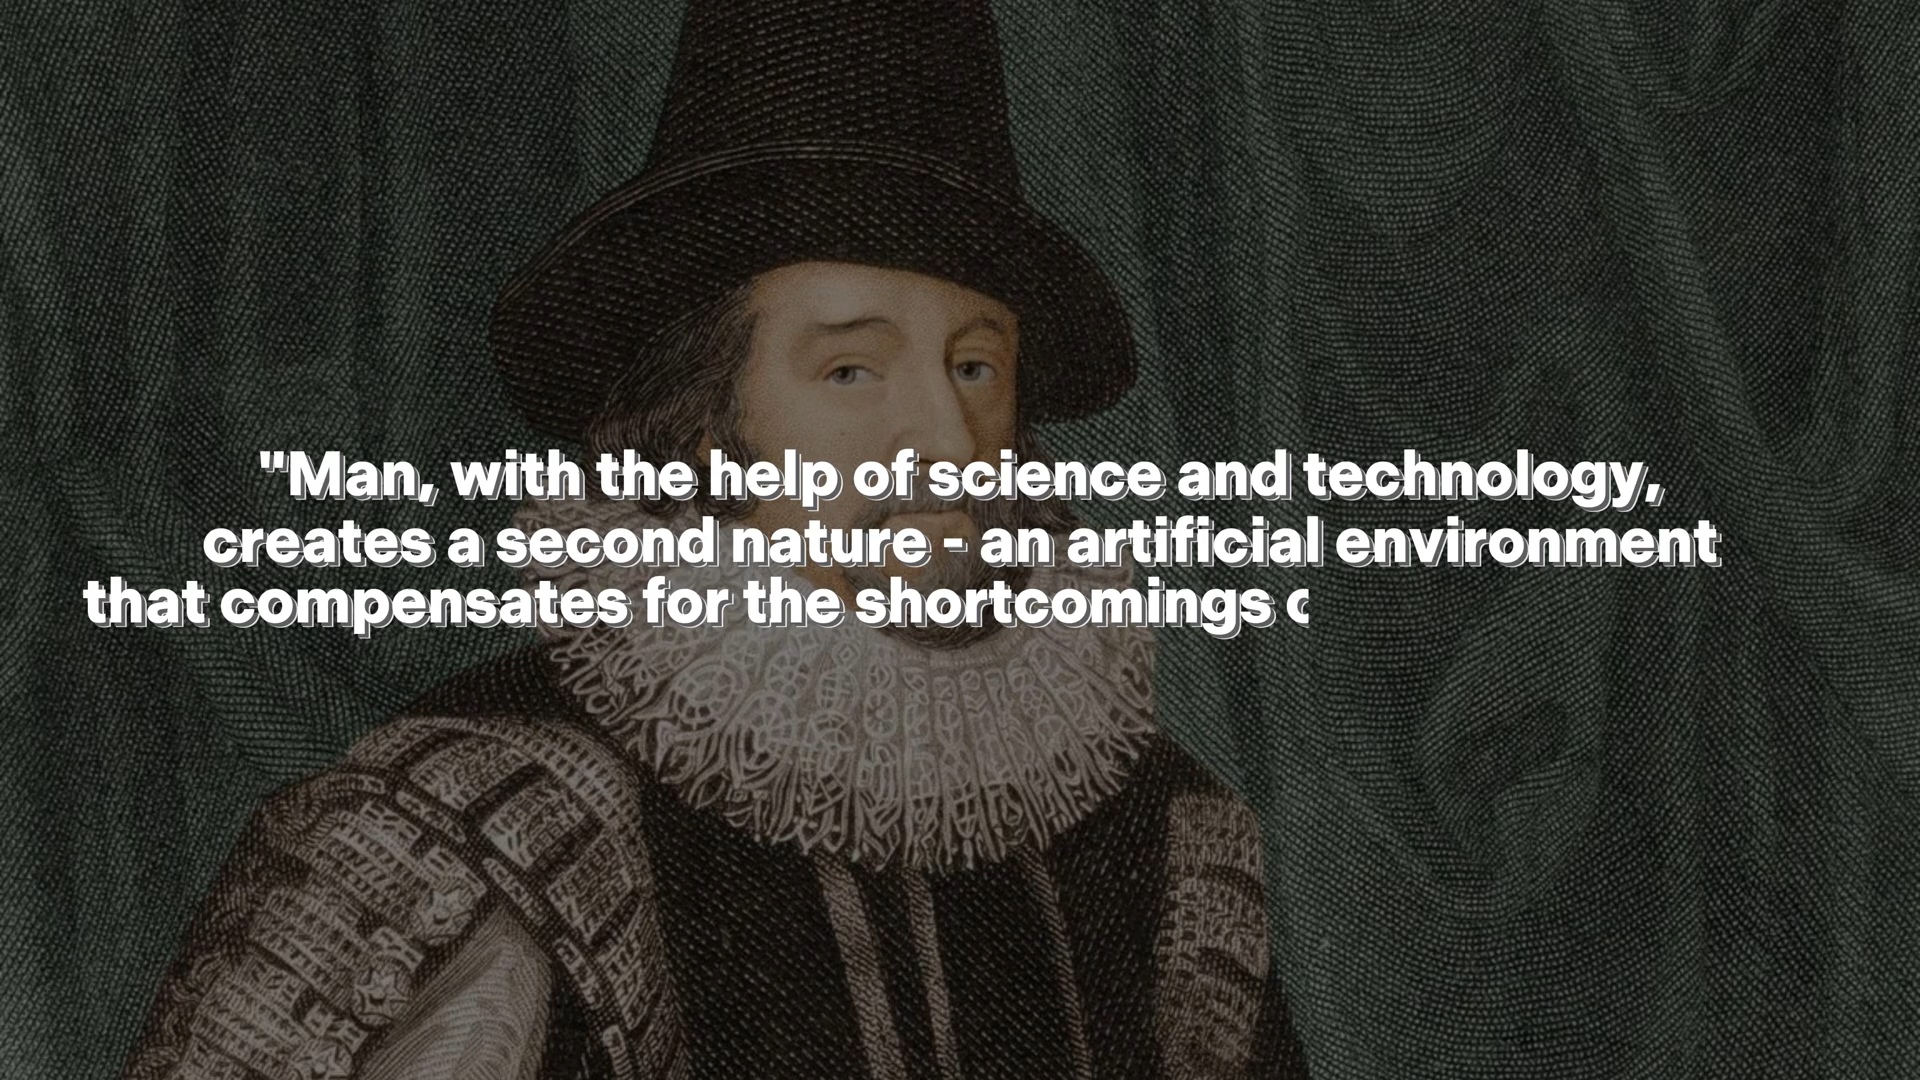 "Man, with the help of science and technology,
creates a second nature - an artificial environment
that compensates for the shortcomings